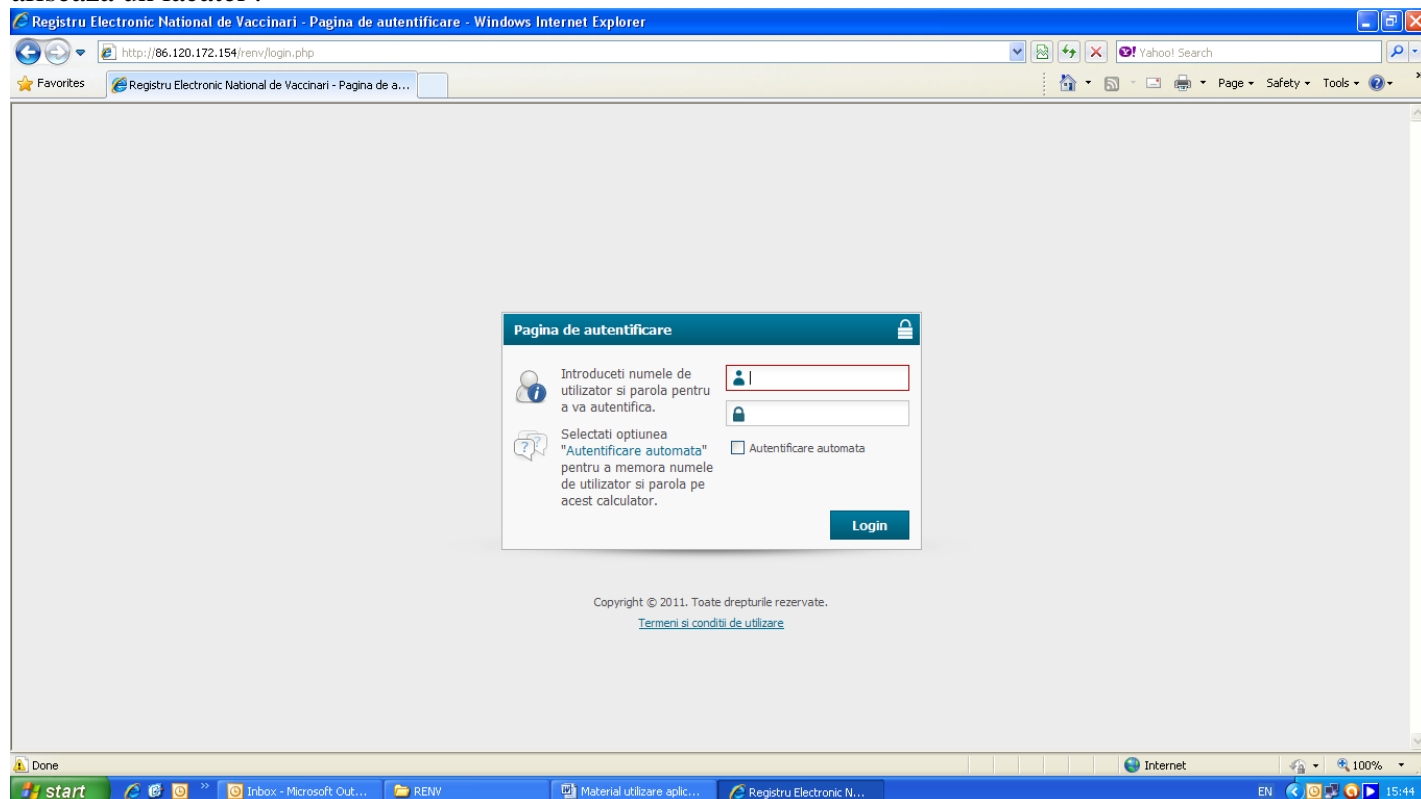 Registru Electronic National de Vaccinari - Pagina de autentificare - Windows Internet Explorer
http://86.120.172.154/renv/login.php
Yahoo! Search
Favorites
Registru Electronic National de Vaccinari - Pagina de a...
Page
Safety
Tools
Pagina de autentificare
Introduceti numele de
utilizator si parola pentru
a va autentifica.
Selectati optiunea
"Autentificare automata"
pentru a memora numele
de utilizator si parola pe
acest calculator.
Autentificare automata
Login
Copyright © 2011. Toate drepturile rezervate.
Termeni si conditii de utilizare
Done
Internet
100%
start
Inbox - Microsoft Out...
RENV
Material utilizare aplic...
Registru Electronic N...
EN
15:44